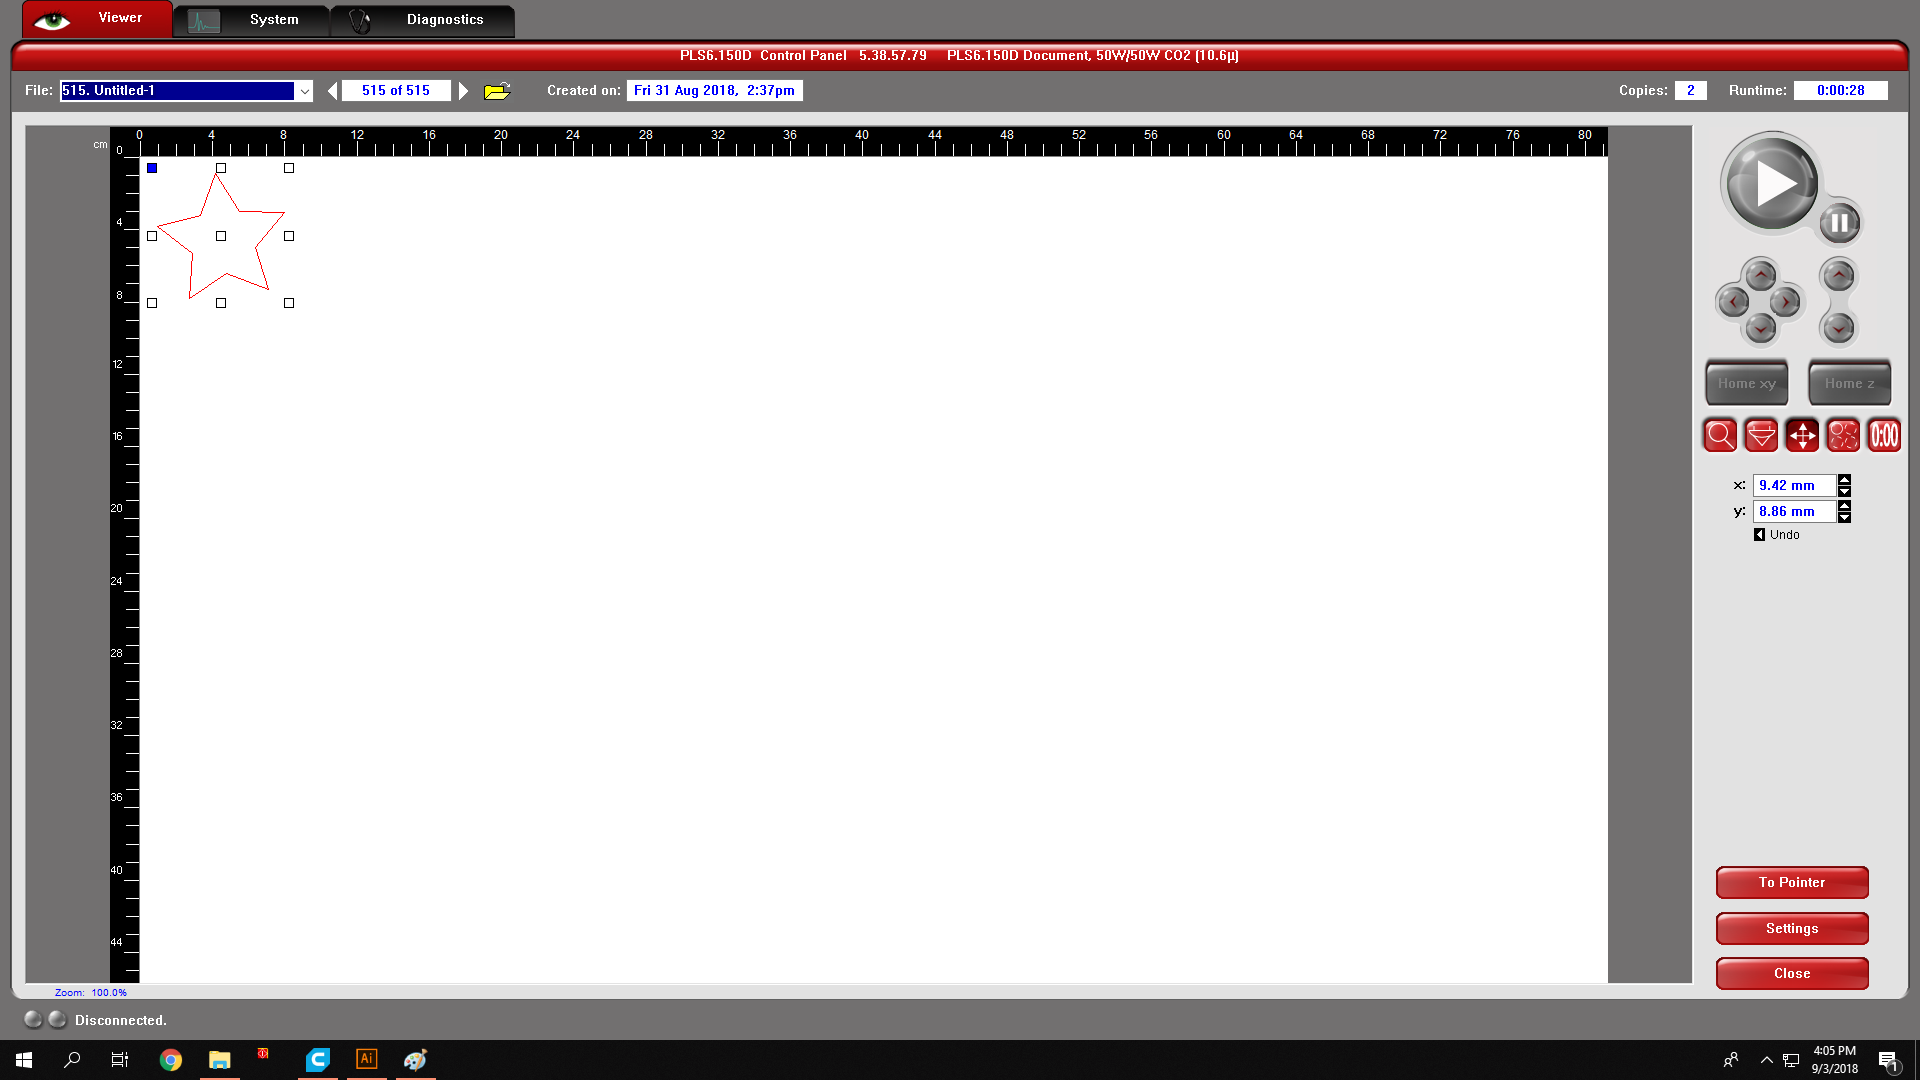 Viewer System Diagnostics
PLS6.150D Control Panel 5.38.57.79 PLS6.150D Document, 50W/50W CO2 (10.6µ)
File: 515. Untitled-1 515 of 515 Created on: Fri 31 Aug 2018, 2:37pm Copies: 2 Runtime: 0:00:28
0 4 8 12 16 20 24 28 32 36 40 44 48 52 56 60 64 68 72 76 80
cm
0
4
8
12
16
20
24
28
32
36
40
44
Home xy Home z
0:00
x: 9.42 mm
y: 8.86 mm
Undo
To Pointer
Settings
Close
Zoom: 100.0%
Disconnected.
Ai
4:05 PM
9/3/2018
1